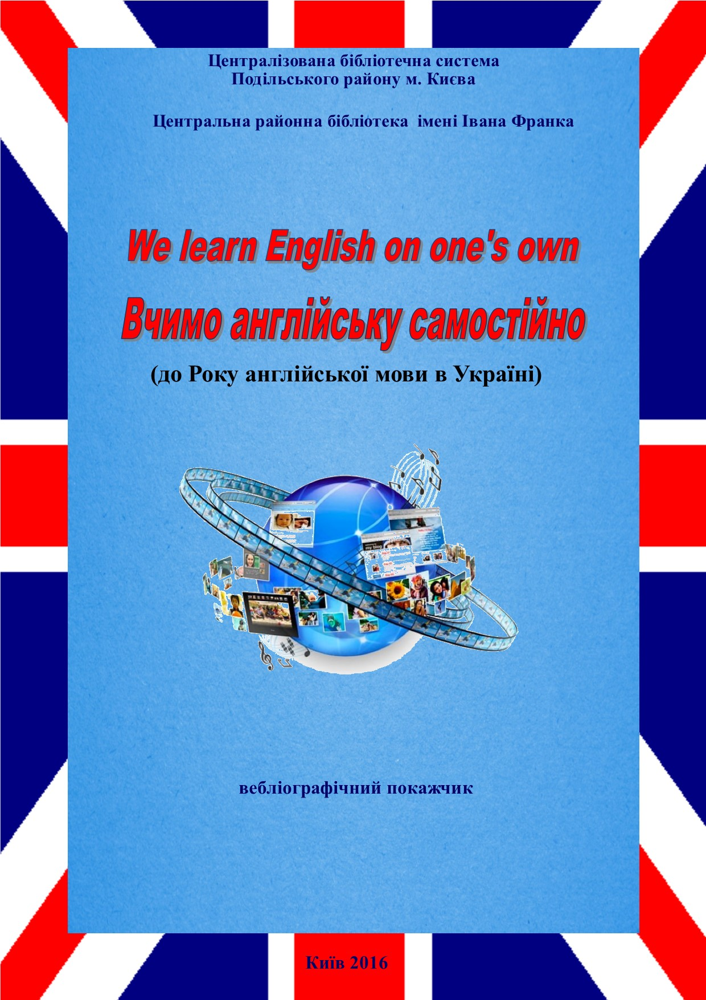 Централізована бібліотечна система
Подільського району м. Києва
Центральна районна бібліотека імені Івана Франка
We learn English on one's own
Вчимо англійську самостійно
(до Року англійської мови в Україні)
my blog
вебліографічний покажчик
Київ 2016